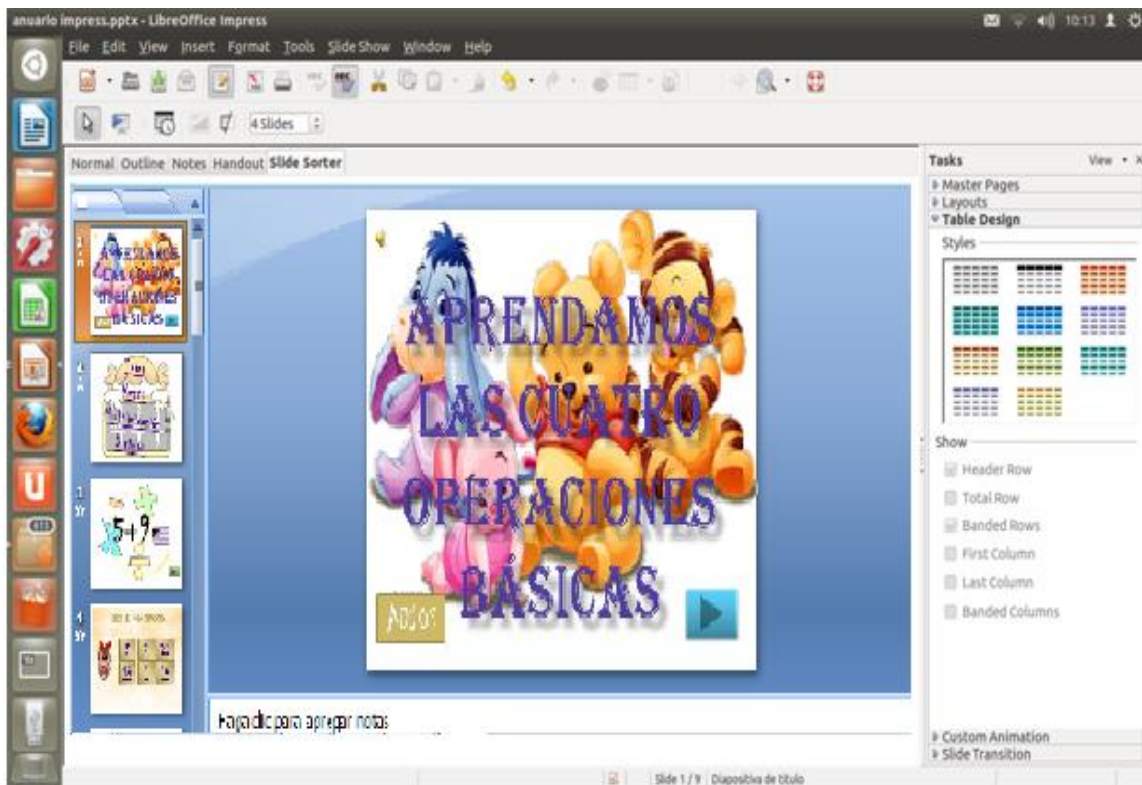 anuario impress.pptx - LibreOffice Impress
10:13
File Edit View Insert Format Tools Slide Show Window Help
4 Slides
Normal Outline Notes Handout Slide Sorter
Tasks View
Master Pages
Layouts
Table Design
Styles
APRENDAMOS
LAS CUATRO
OPERACIONES
BÁSICAS
5+9=
Show
Header Row
Total Row
Banded Rows
First Column
Last Column
Banded Columns
Haga clic para agregar notas
Custom Animation
Slide Transition
Slide 1 / 9 Diapositiva de título